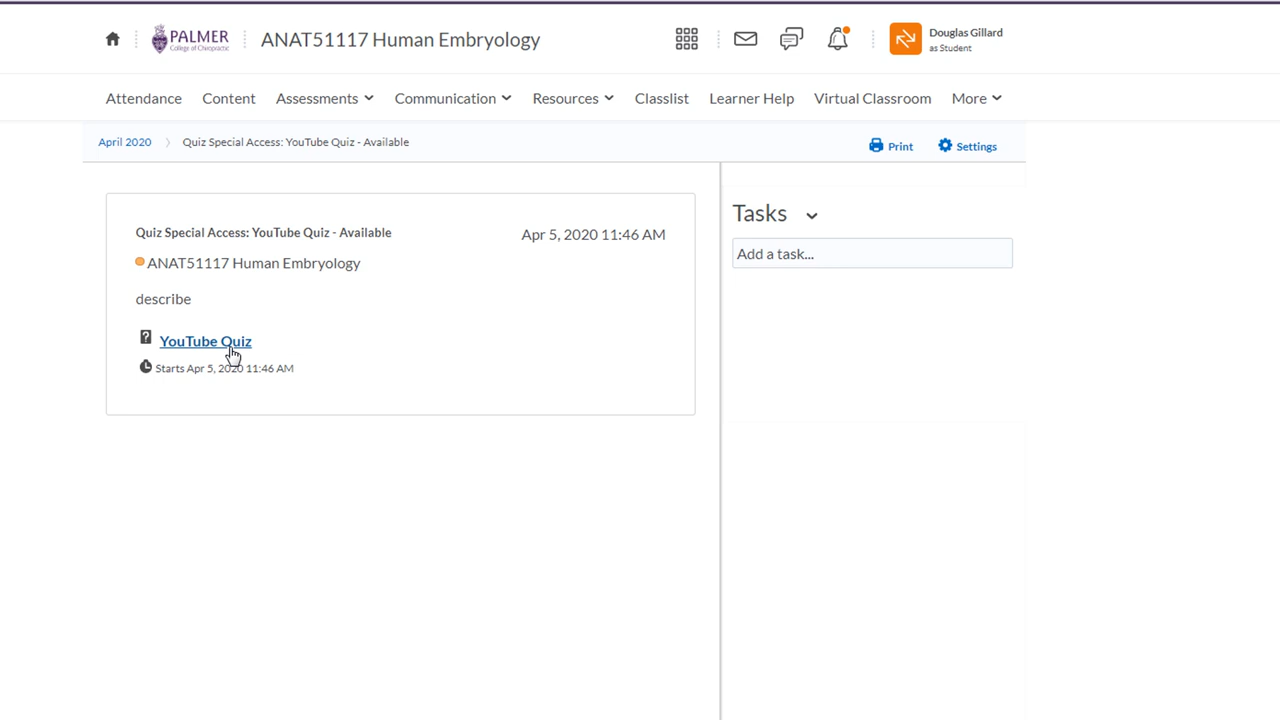 PALMER
College of Chiropractic
ANAT51117 Human Embryology
Douglas Gillard
as Student
Attendance
Content
Assessments
Communication
Resources
Classlist
Learner Help
Virtual Classroom
More
April 2020
Quiz Special Access: YouTube Quiz - Available
Print
Settings
Quiz Special Access: YouTube Quiz - Available
Apr 5, 2020 11:46 AM
ANAT51117 Human Embryology
describe
YouTube Quiz
Starts Apr 5, 2020 11:46 AM
Tasks
Add a task...